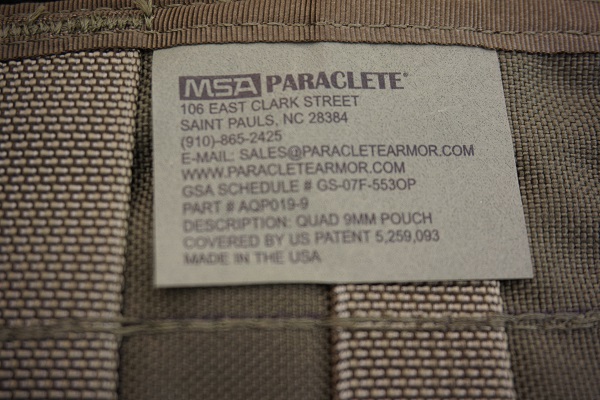 MSA PARACLETE®
106 EAST CLARK STREET
SAINT PAULS, NC 28384
(910)-865-2425
E-MAIL: SALES@PARACLETEARMOR.COM
WWW.PARACLETEARMOR.COM
GSA SCHEDULE # GS-07F-553OP
PART # AQP019-9
DESCRIPTION: QUAD 9MM POUCH
COVERED BY US PATENT 5,259,093
MADE IN THE USA